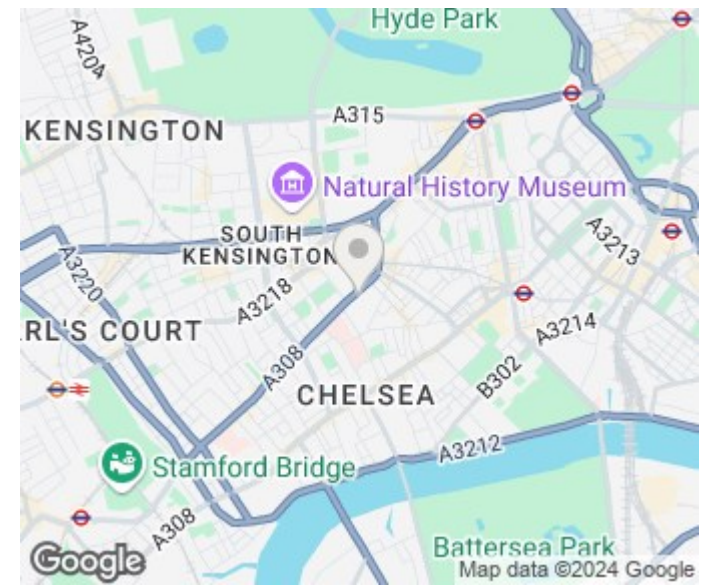 Hyde Park
A4204
A315
KENSINGTON
Natural History Museum
SOUTH
KENSINGTON
A3213
A3220
A3218
RL'S COURT
A3214
A308
B302
CHELSEA
A3212
Stamford Bridge
A308
Battersea Park
Google
Map data ©2024 Google